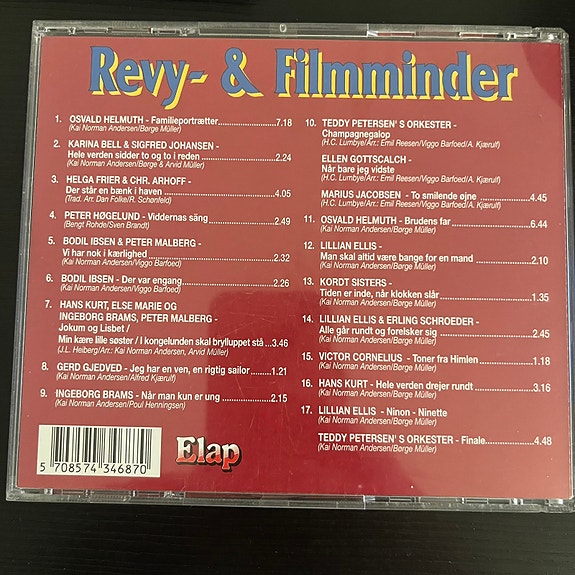 Revy- & Filmminder
1. OSVALD HELMUTH - Familieportrætter..........................7.18
(Kai Norman Andersen/Børge Müller)
2. KARINA BELL & SIGFRED JOHANSEN -
Hele verden sidder to og to i reden ..........................2.24
(Kai Norman Andersen/Børge & Arvid Müller)
3. HELGA FRIER & CHR. ARHOFF -
Der står en bænk i haven ..........................4.05
(Trad. Arr. Dan Folke/R. Schønfeld)
4. PETER HØGELUND - Viddernas säng ..........................2.49
(Bengt Rohde/Sven Brandt)
5. BODIL IBSEN & PETER MALBERG -
Vi har nok i kærlighed ..........................2.32
(Kai Norman Andersen/Viggo Barfoed)
6. BODIL IBSEN - Der var engang..........................2.26
(Kai Norman Andersen/Viggo Barfoed)
7. HANS KURT, ELSE MARIE OG
INGEBORG BRAMS, PETER MALBERG -
Jokum og Lisbet /
Min kære lille søster / I kongelunden skal brylluppet stå ...3.46
(J.L. Heiberg/Arr.: Kai Norman Andersen, Arvid Müller)
8. GERD GJEDVED - Jeg har en ven, en rigtig sailor ........1.21
(Kai Norman Andersen/Alfred Kjærulf)
9. INGEBORG BRAMS - Når man kun er ung ..................2.15
(Kai Norman Andersen/Poul Henningsen)
5 708574 346870
Elap
10. TEDDY PETERSEN' S ORKESTER -
Champagnegalop
(H.C. Lumbye/Arr.: Emil Reesen/Viggo Barfoed/A. Kjærulf)
ELLEN GOTTSCALCH -
Når bare jeg vidste
(H.C. Lumbye/Arr.: Emil Reesen/Viggo Barfoed/A. Kjærulf)
MARIUS JACOBSEN - To smilende øjne ..................4.45
(H.C. Lumbye/Arr.: Emil Reesen/Viggo Barfoed/A. Kjærulf)
11. OSVALD HELMUTH - Brudens far..........................6.44
(Kai Norman Andersen/Børge Müller)
12. LILLIAN ELLIS -
Man skal altid være bange for en mand ..................2.10
(Kai Norman Andersen/Børge Müller)
13. KORDT SISTERS -
Tiden er inde, når klokken slår..........................1.35
(Kai Norman Andersen/Børge Müller)
14. LILLIAN ELLIS & ERLING SCHROEDER -
Alle går rundt og forelsker sig ..........................2.45
(Kai Norman Andersen/Børge Müller)
15. VICTOR CORNELIUS - Toner fra Himlen ..................1.18
(Kai Norman Andersen/Børge Müller)
16. HANS KURT - Hele verden drejer rundt ..................3.16
(Kai Norman Andersen/Børge Müller)
17. LILLIAN ELLIS - Ninon - Ninette
(Kai Norman Andersen/Børge Müller)
TEDDY PETERSEN'S ORKESTER - Finale..................4.48
(Kai Norman Andersen/Børge Müller)